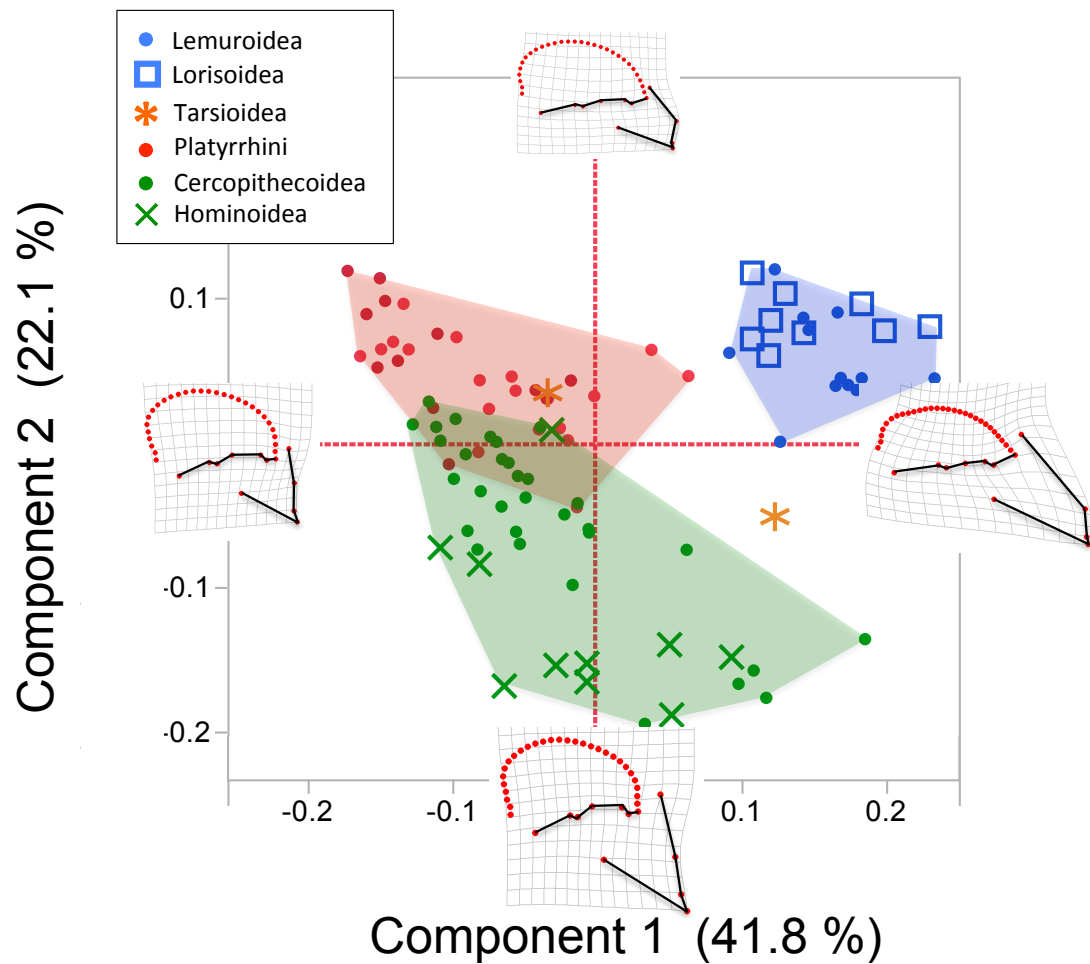 Lemuroidea
Lorisoidea
Tarsioidea
Platyrrhini
Cercopithecoidea
Hominoidea
Component 2 (22.1 %)
0.1
-0.1
-0.2
-0.2
-0.1
0.1
0.2
Component 1 (41.8 %)